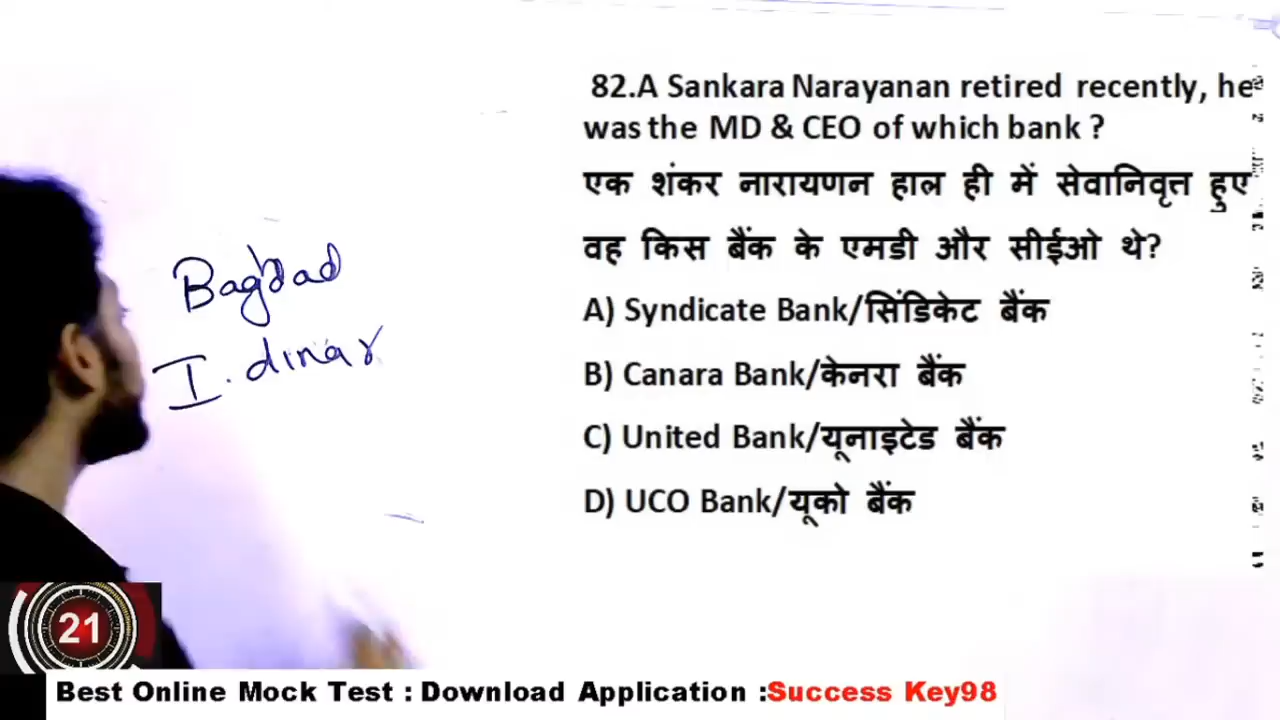 82.A Sankara Narayanan retired recently, he
was the MD & CEO of which bank ?
एक शंकर नारायणन हाल ही में सेवानिवृत्त हुए
वह किस बैंक के एमडी और सीईओ थे?
A) Syndicate Bank/सिंडिकेट बैंक
B) Canara Bank/केनरा बैंक
C) United Bank/यूनाइटेड बैंक
D) UCO Bank/यूको बैंक
Baghdad
I. dinar
21
Best Online Mock Test : Download Application :Success Key98